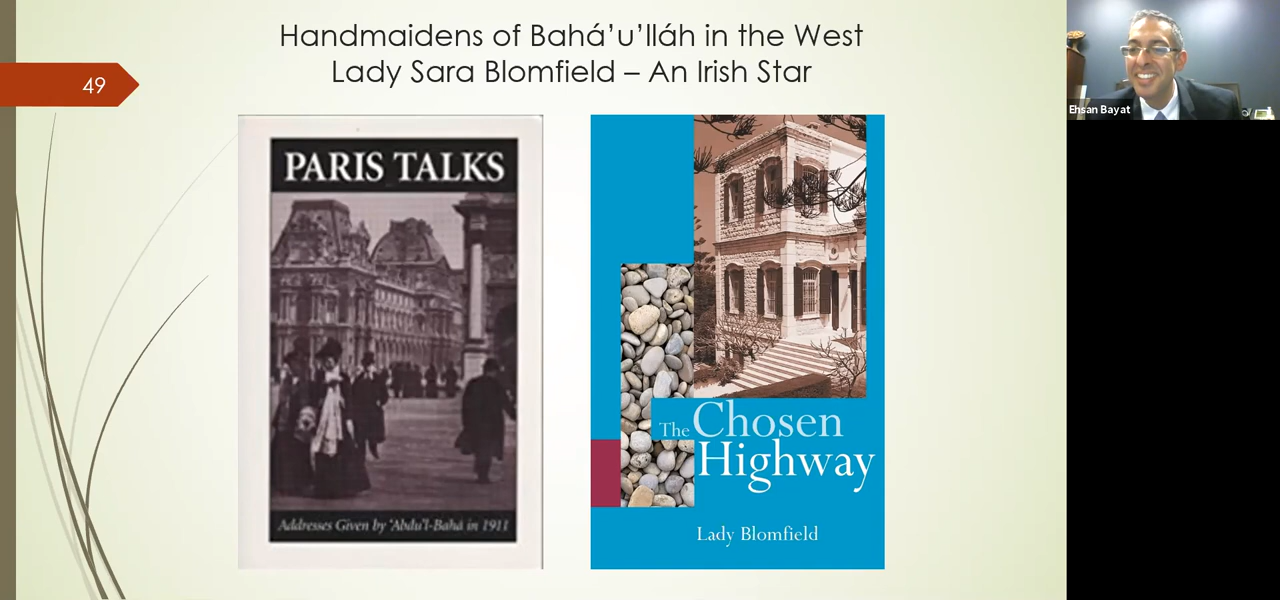 Handmaidens of Bahá'u'lláh in the West
Lady Sara Blomfield – An Irish Star
49
PARIS TALKS
Addresses Given by 'Abdu'l-Bahá in 1911
The Chosen
Highway
Lady Blomfield
Ehsan Bayat